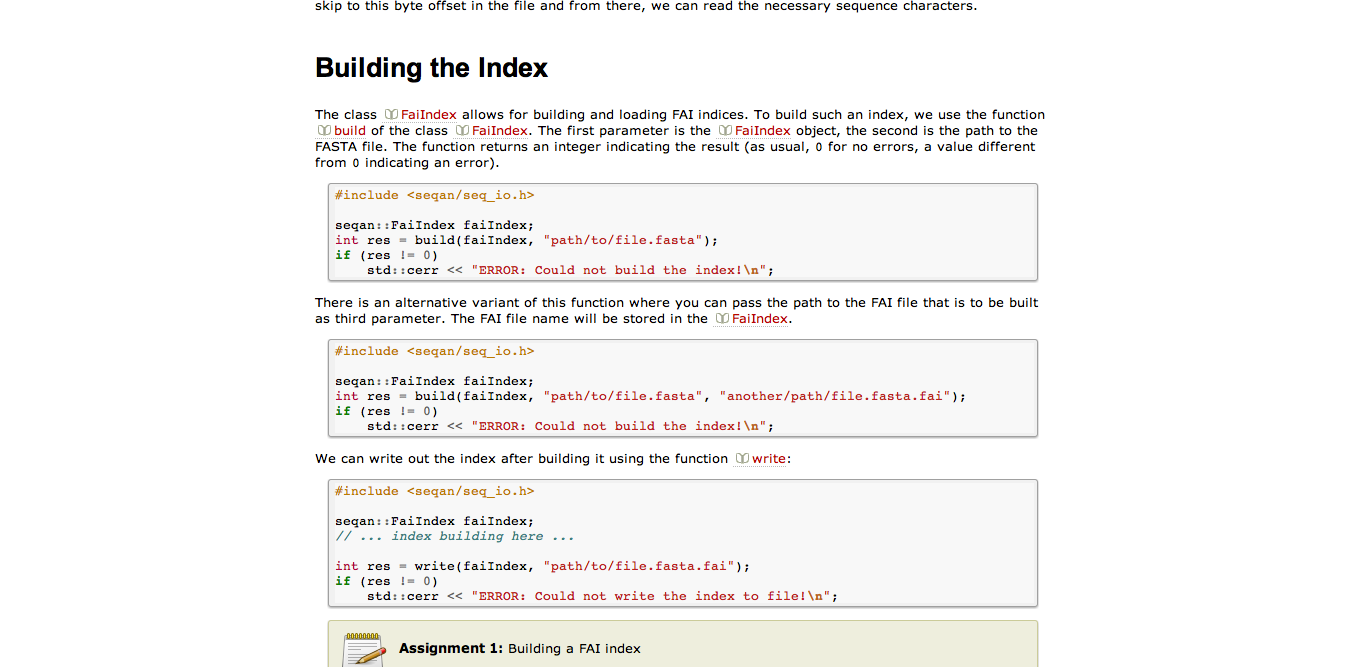 skip to this byte offset in the file and from there, we can read the necessary sequence characters.
Building the Index
The class FaiIndex allows for building and loading FAI indices. To build such an index, we use the function
build of the class FaiIndex. The first parameter is the FaiIndex object, the second is the path to the
FASTA file. The function returns an integer indicating the result (as usual, 0 for no errors, a value different
from 0 indicating an error).
#include <seqan/seq_io.h>
seqan::FaiIndex faiIndex;
int res = build(faiIndex, "path/to/file.fasta");
if (res != 0)
    std::cerr << "ERROR: Could not build the index!\n";
There is an alternative variant of this function where you can pass the path to the FAI file that is to be built
as third parameter. The FAI file name will be stored in the FaiIndex.
#include <seqan/seq_io.h>
seqan::FaiIndex faiIndex;
int res = build(faiIndex, "path/to/file.fasta", "another/path/file.fasta.fai");
if (res != 0)
    std::cerr << "ERROR: Could not build the index!\n";
We can write out the index after building it using the function write:
#include <seqan/seq_io.h>
seqan::FaiIndex faiIndex;
// ... index building here ...
int res = write(faiIndex, "path/to/file.fasta.fai");
if (res != 0)
    std::cerr << "ERROR: Could not write the index to file!\n";
Assignment 1: Building a FAI index